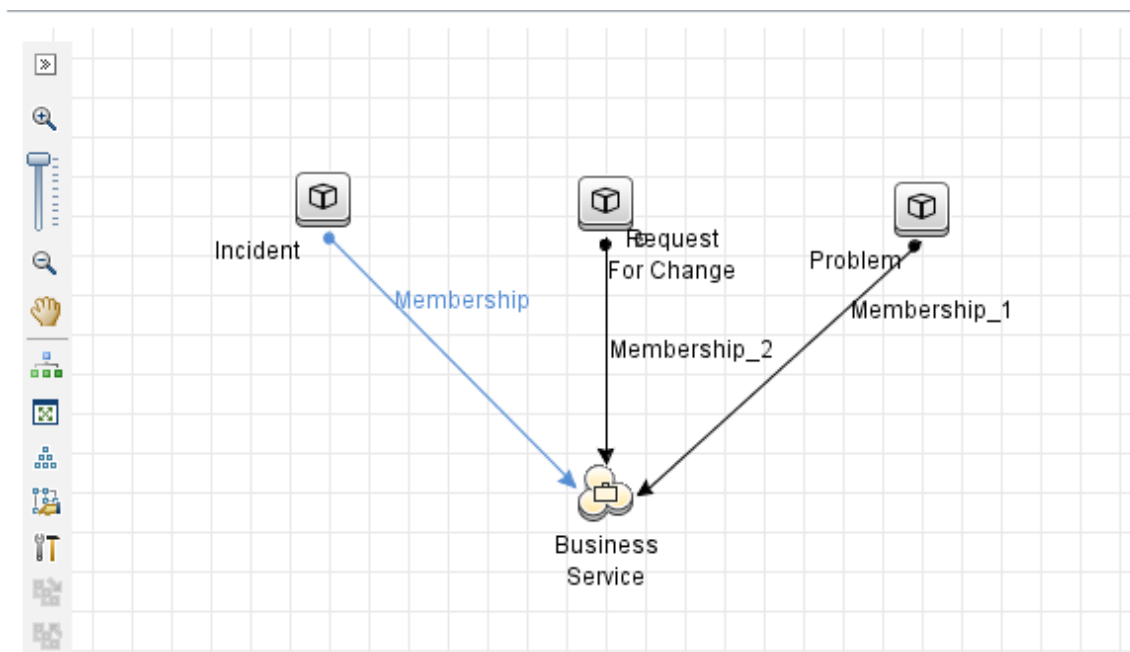 Incident
Request
For Change
Problem
Membership
Membership_1
Membership_2
Business
Service